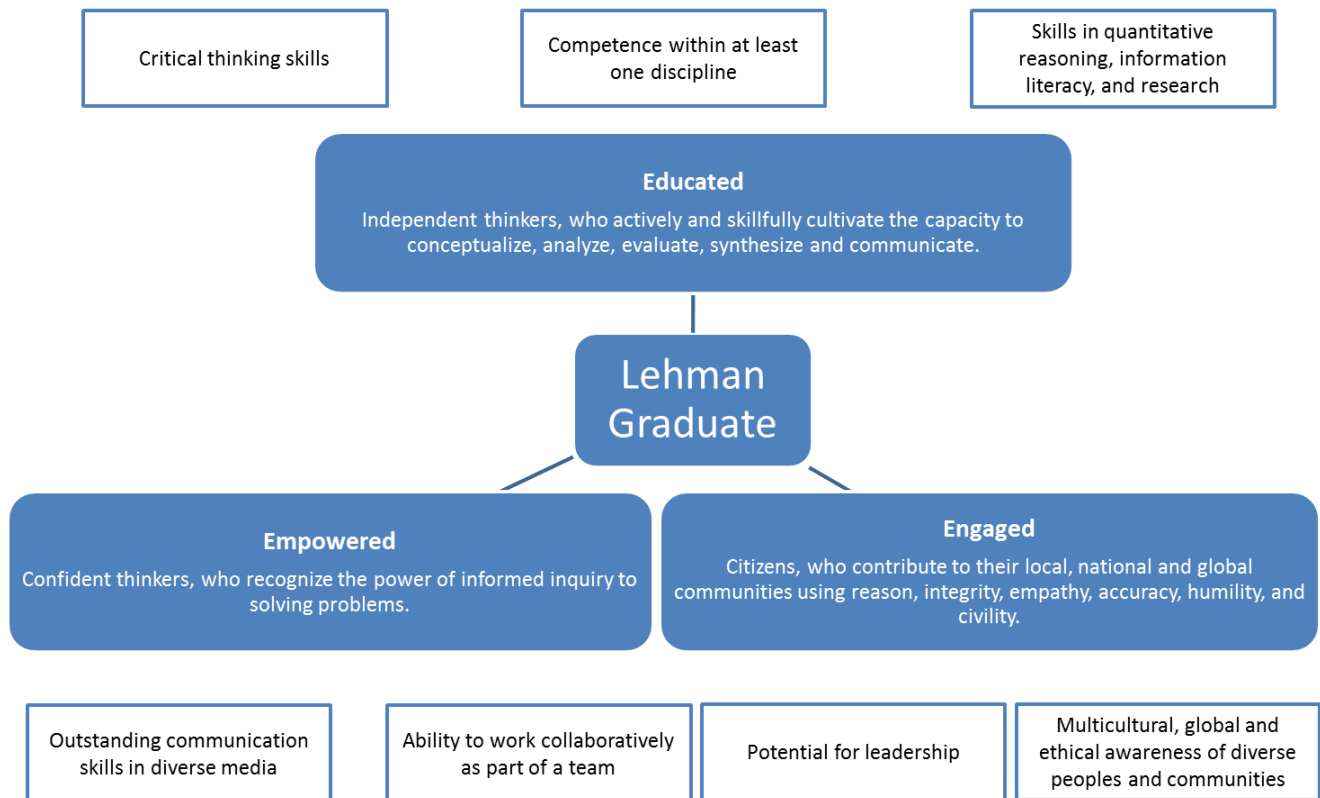 Critical thinking skills
Competence within at least
one discipline
Skills in quantitative
reasoning, information
literacy, and research
Educated
Independent thinkers, who actively and skillfully cultivate the capacity to
conceptualize, analyze, evaluate, synthesize and communicate.
Lehman
Graduate
Empowered
Confident thinkers, who recognize the power of informed inquiry to
solving problems.
Engaged
Citizens, who contribute to their local, national and global
communities using reason, integrity, empathy, accuracy, humility, and
civility.
Outstanding communication
skills in diverse media
Ability to work collaboratively
as part of a team
Potential for leadership
Multicultural, global and
ethical awareness of diverse
peoples and communities